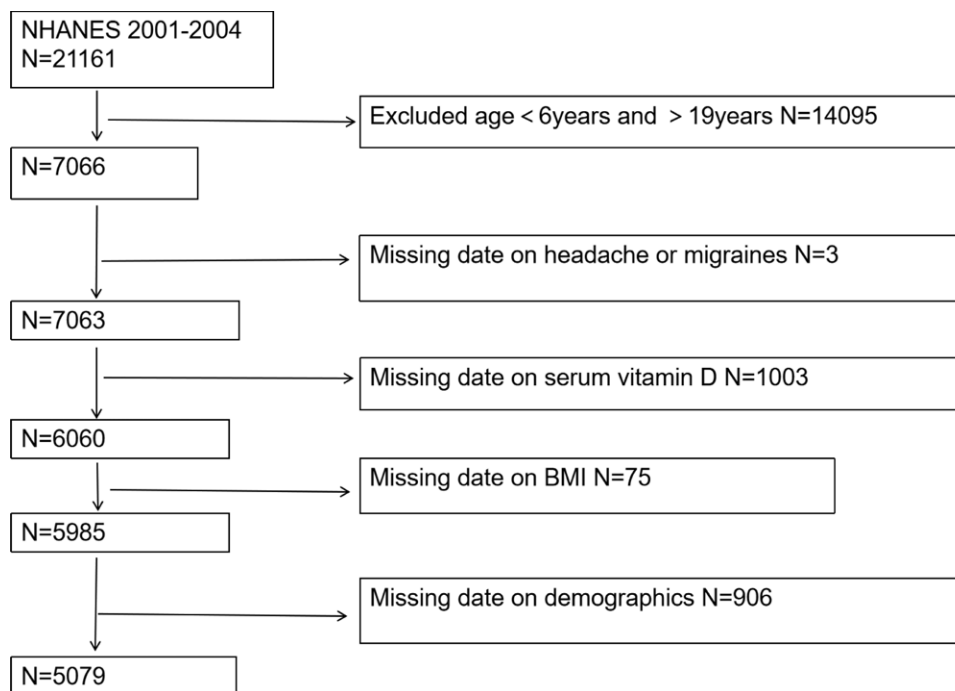 NHANES 2001-2004
N=21161
Excluded age < 6years and > 19years N=14095
N=7066
Missing date on headache or migraines N=3
N=7063
Missing date on serum vitamin D N=1003
N=6060
Missing date on BMI N=75
N=5985
Missing date on demographics N=906
N=5079